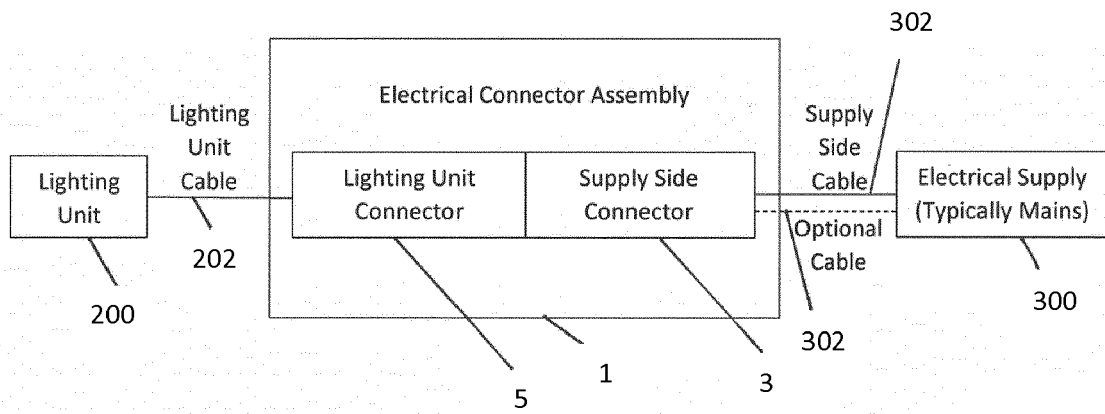 302
Electrical Connector Assembly
Lighting
Unit
Cable
Supply
Side
Cable
Lighting
Unit
Lighting Unit
Connector
Supply Side
Connector
Electrical Supply
(Typically Mains)
Optional
Cable
202
200
302
300
1
3
5